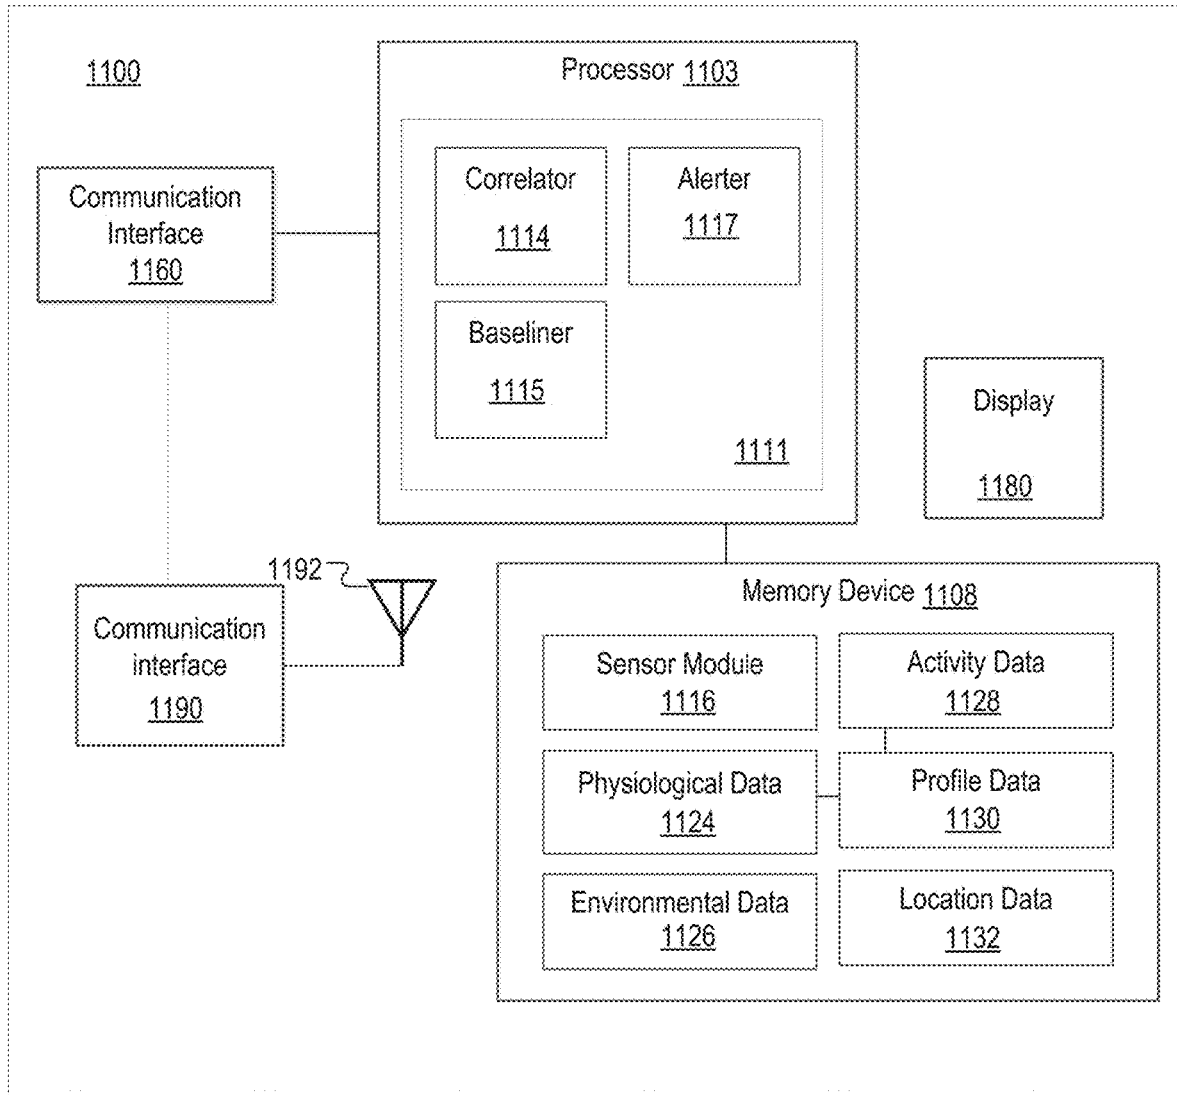 1100
Processor 1103
Communication
Interface
1160
Correlator
1114
Alerter
1117
Baseliner
1115
1111
Display
1180
1192
Communication
interface
1190
Memory Device 1108
Sensor Module
1116
Activity Data
1128
Physiological Data
1124
Profile Data
1130
Environmental Data
1126
Location Data
1132